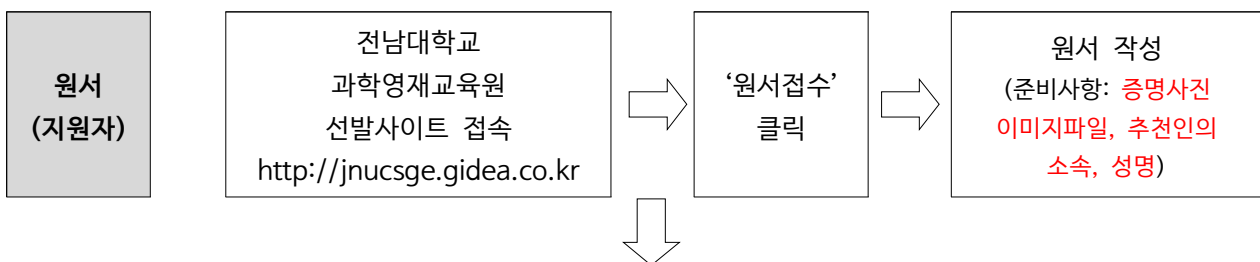 원서
(지원자)
전남대학교
과학영재교육원
선발사이트 접속
http://jnucsge.gidea.co.kr
‘원서접수’
클릭
원서 작성
(준비사항: 증명사진
이미지파일, 추천인의
소속, 성명)